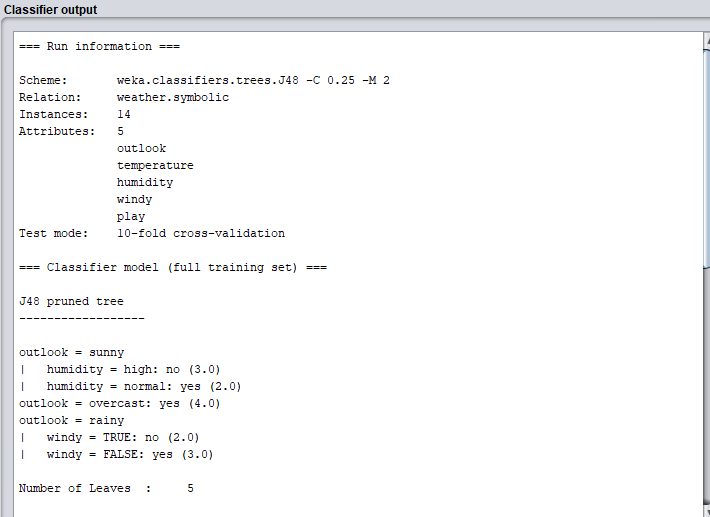 Classifier output
=== Run information ===
Scheme:       weka.classifiers.trees.J48 -C 0.25 -M 2
Relation:     weather.symbolic
Instances:    14
Attributes:   5
              outlook
              temperature
              humidity
              windy
              play
Test mode:    10-fold cross-validation
=== Classifier model (full training set) ===
J48 pruned tree
------------------
outlook = sunny
|   humidity = high: no (3.0)
|   humidity = normal: yes (2.0)
outlook = overcast: yes (4.0)
outlook = rainy
|   windy = TRUE: no (2.0)
|   windy = FALSE: yes (3.0)
Number of Leaves  :     5